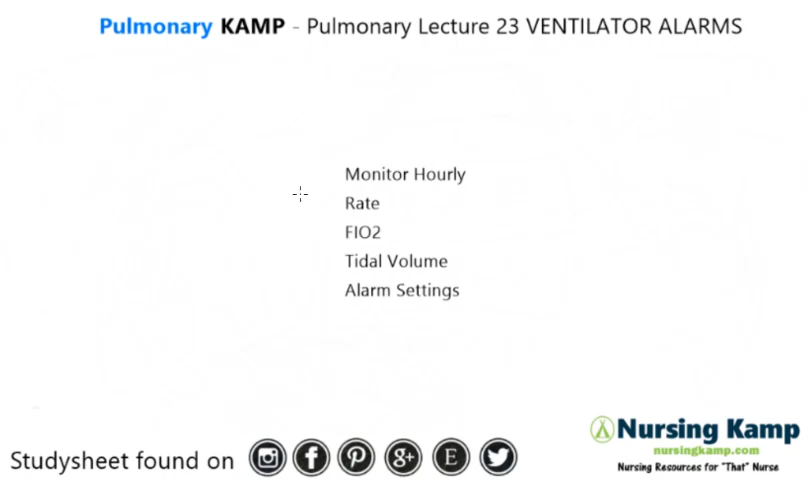 Pulmonary KAMP - Pulmonary Lecture 23 VENTILATOR ALARMS
Monitor Hourly
Rate
FIO2
Tidal Volume
Alarm Settings
Nursing Kamp
nursingkamp.com
Nursing Resources for "That" Nurse
Studysheet found on
g+
E